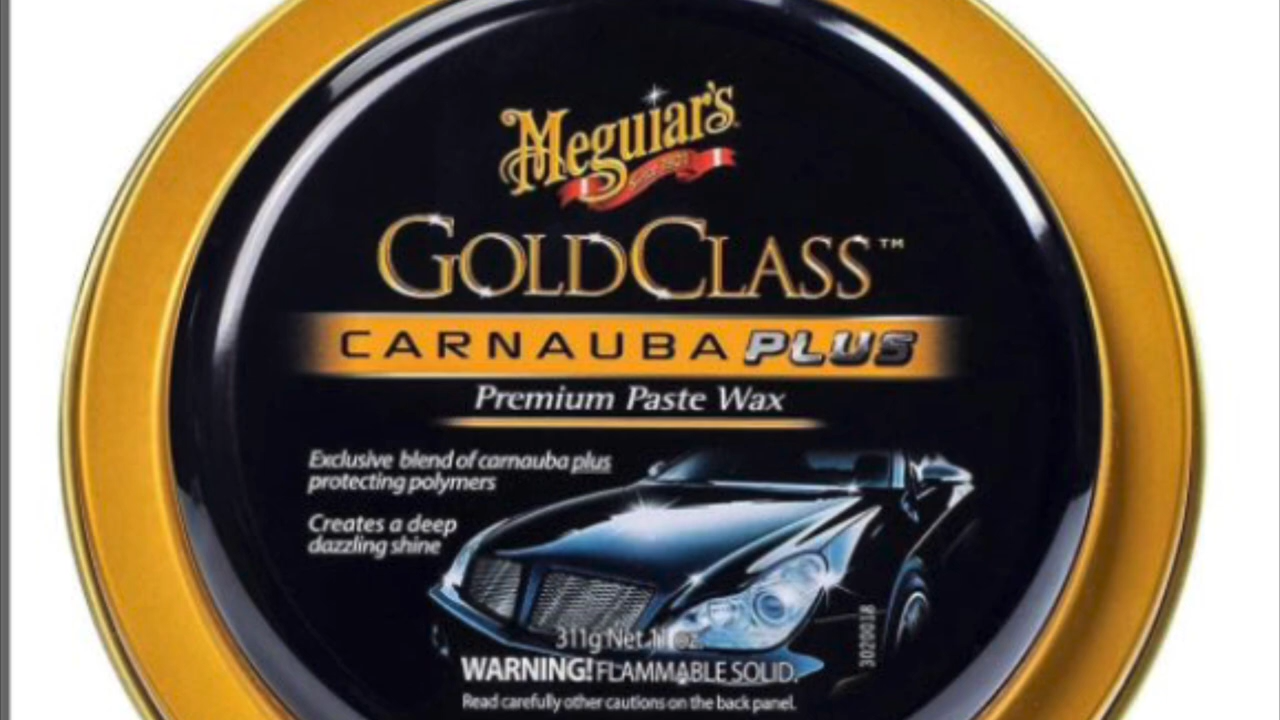 Meguiar's
GOLDCLASS™
CARNAUBA PLUS
Premium Paste Wax
Exclusive blend of carnauba plus
protecting polymers
Creates a deep
dazzling shine
311g Net 11 oz.
WARNING! FLAMMABLE SOLID.
Read carefully other cautions on the back panel.
3020018